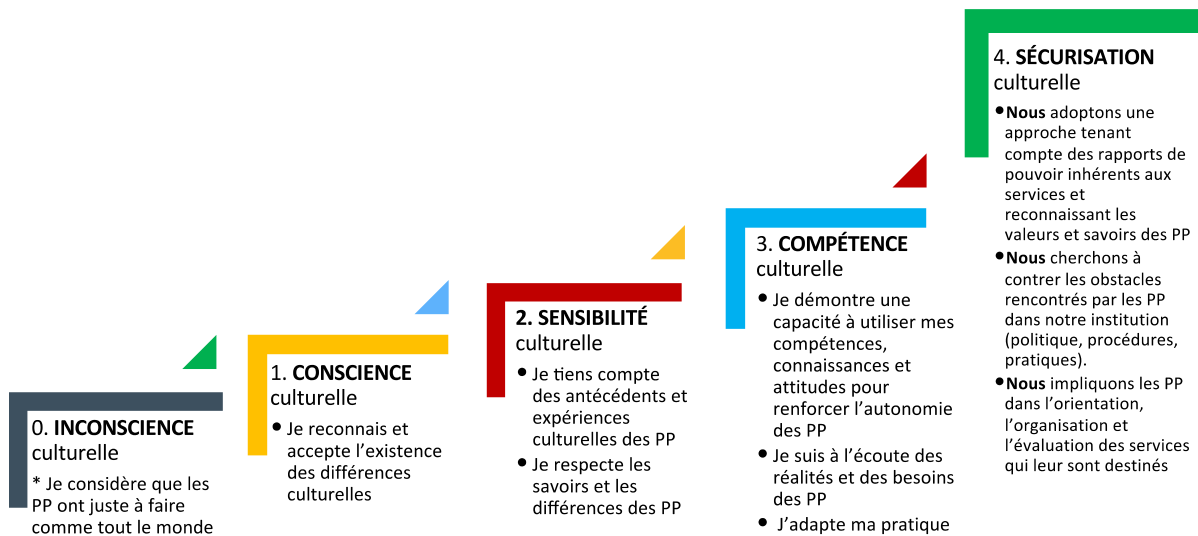 0. INCONSCIENCE
culturelle
* Je considère que les
PP ont juste à faire
comme tout le monde
1. CONSCIENCE
culturelle
• Je reconnais et
accepte l’existence
des différences
culturelles
2. SENSIBILITÉ
culturelle
• Je tiens compte
des antécédents et
expériences
culturelles des PP
• Je respecte les
savoirs et les
différences des PP
3. COMPÉTENCE
culturelle
• Je démontre une
capacité à utiliser mes
compétences,
connaissances et
attitudes pour
renforcer l’autonomie
des PP
• Je suis à l’écoute des
réalités et des besoins
des PP
• J’adapte ma pratique
4. SÉCURISATION
culturelle
• Nous adoptons une
approche tenant
compte des rapports de
pouvoir inhérents aux
services et
reconnaissant les
valeurs et savoirs des PP
• Nous cherchons à
contrer les obstacles
rencontrés par les PP
dans notre institution
(politique, procédures,
pratiques).
• Nous impliquons les PP
dans l’orientation,
l’organisation et
l’évaluation des services
qui leur sont destinés